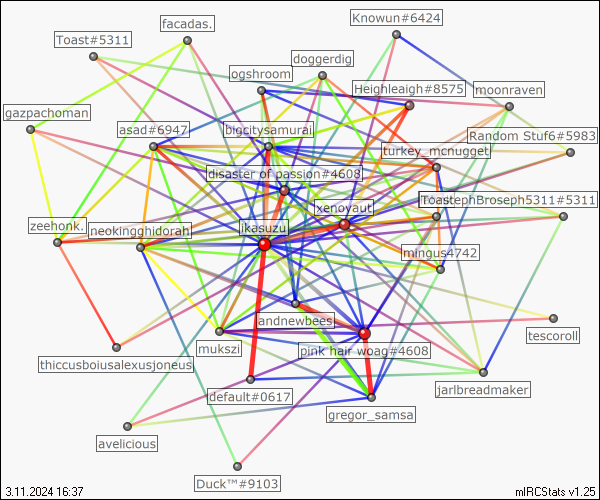 Knowun#6424
facadas.
Toast#5311
doggerdig
ogshroom
Heighleaigh#8575
moonraven
gazpachoman
asad#6947
bigcitysamurai
Random Stuf6#5983
turkey_mcnugget
disaster of passion#4608
ToastephBroseph5311#5311
xenovaut
zeehonk.
neokingghidorah
ikasuzu
mingus4742
andnewbees
tescoroll
mukszi
pink hair woag#4608
thiccusboiusalexusjoneus
default#0617
jarlbreadmaker
gregor_samsa
avelicious
Duck™#9103
3.11.2024 16:37
mIRCStats v1.25